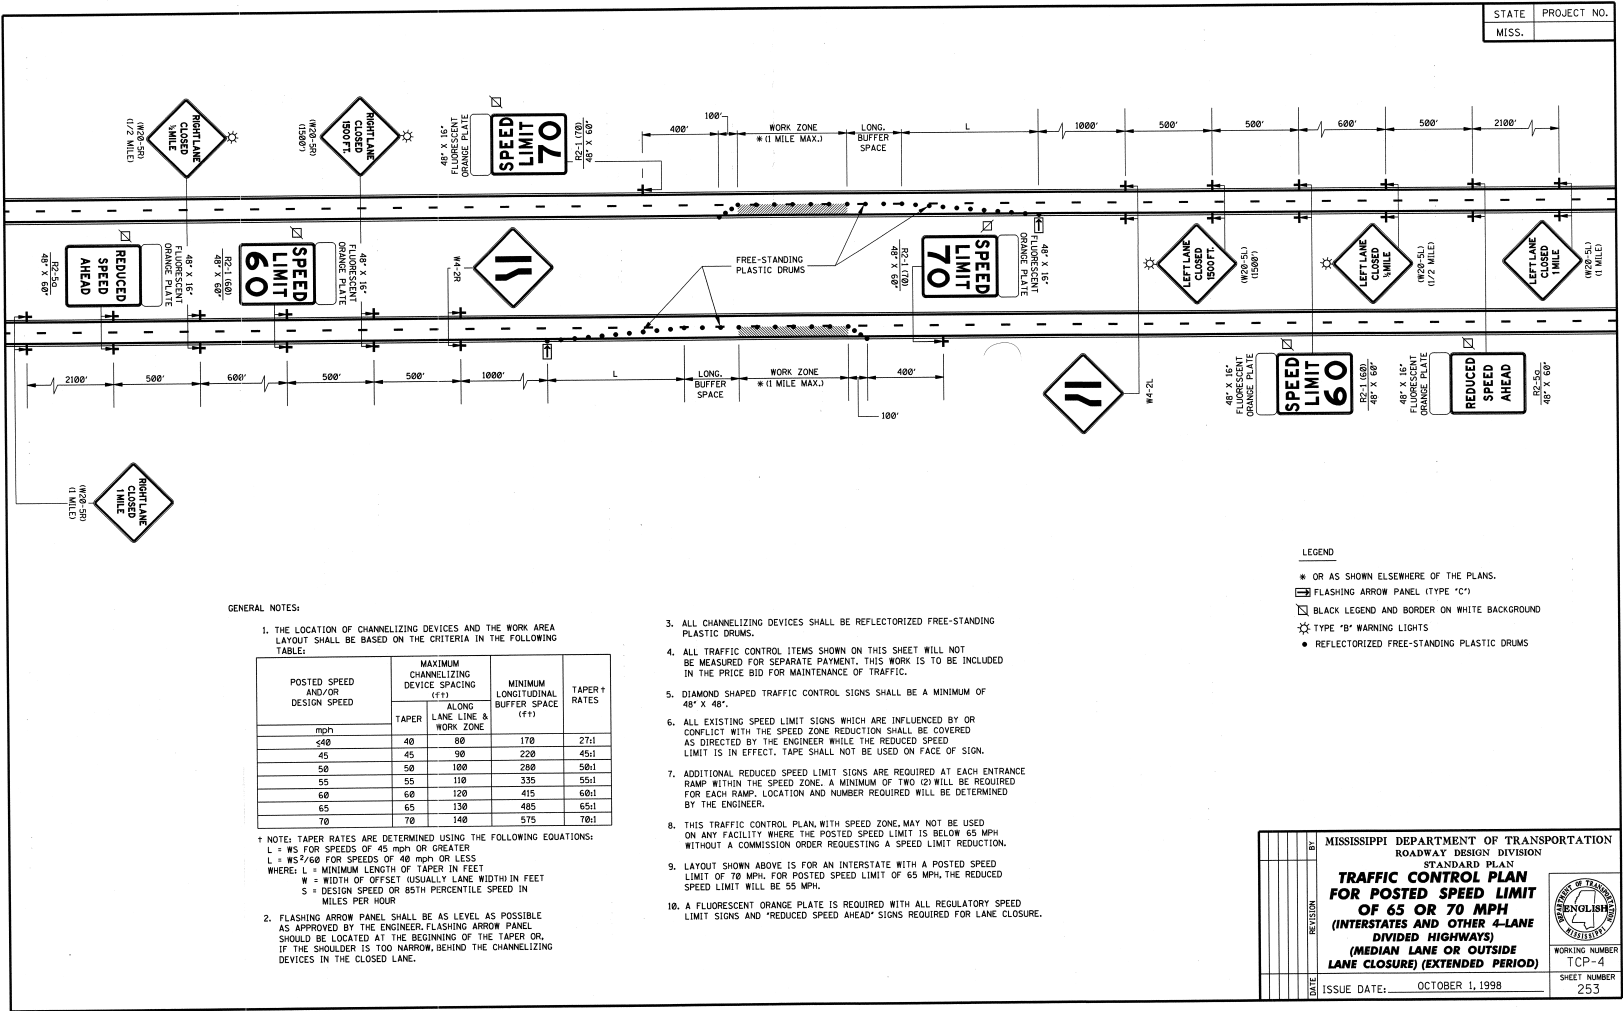 STATE PROJECT NO.
MISS.
RIGHT LANE
CLOSED
½ MILE
(W20-5R)
(1/2 MILE)
RIGHT LANE
CLOSED
1500 FT.
(W20-5R)
(1500')
48" X 16"
FLUORESCENT
ORANGE PLATE
SPEED
LIMIT
70
R2-1 (70)
48" X 60"
400'
100'
WORK ZONE
* (1 MILE MAX.)
LONG.
BUFFER
SPACE
L
1000'
500'
500'
600'
500'
2100'
R2-5a
48" X 60"
REDUCED
SPEED
AHEAD
48" X 16"
FLUORESCENT
ORANGE PLATE
R2-1 (60)
48" X 60"
SPEED
LIMIT
60
48" X 16"
FLUORESCENT
ORANGE PLATE
W4-2R
FREE-STANDING
PLASTIC DRUMS
R2-1 (70)
48" X 60"
SPEED
LIMIT
70
48" X 16"
FLUORESCENT
ORANGE PLATE
LEFT LANE
CLOSED
1500 FT.
(W20-5L)
(1500')
LEFT LANE
CLOSED
½ MILE
(W20-5L)
(1/2 MILE)
LEFT LANE
CLOSED
1 MILE
(W20-5L)
(1 MILE)
2100'
500'
600'
500'
500'
1000'
L
LONG.
BUFFER
SPACE
WORK ZONE
* (1 MILE MAX.)
400'
100'
W4-2L
48" X 16"
FLUORESCENT
ORANGE PLATE
SPEED
LIMIT
60
R2-1 (60)
48" X 60"
48" X 16"
FLUORESCENT
ORANGE PLATE
REDUCED
SPEED
AHEAD
R2-5a
48" X 60"
(W20-5R)
(1 MILE)
RIGHT LANE
CLOSED
1 MILE
LEGEND
* OR AS SHOWN ELSEWHERE OF THE PLANS.
FLASHING ARROW PANEL (TYPE "C")
BLACK LEGEND AND BORDER ON WHITE BACKGROUND
TYPE "B" WARNING LIGHTS
REFLECTORIZED FREE-STANDING PLASTIC DRUMS
GENERAL NOTES:
1. THE LOCATION OF CHANNELIZING DEVICES AND THE WORK AREA
LAYOUT SHALL BE BASED ON THE CRITERIA IN THE FOLLOWING
TABLE:
POSTED SPEED
AND/OR
DESIGN SPEED
mph
MAXIMUM
CHANNELIZING
DEVICE SPACING
(ft)
TAPER
ALONG
LANE LINE &
WORK ZONE
MINIMUM
LONGITUDINAL
BUFFER SPACE
(ft)
TAPER †
RATES
≤40 40 80 170 27:1
45 45 90 220 45:1
50 50 100 280 50:1
55 55 110 335 55:1
60 60 120 415 60:1
65 65 130 485 65:1
70 70 140 575 70:1
† NOTE: TAPER RATES ARE DETERMINED USING THE FOLLOWING EQUATIONS:
L = WS FOR SPEEDS OF 45 mph OR GREATER
L = WS²/60 FOR SPEEDS OF 40 mph OR LESS
WHERE: L = MINIMUM LENGTH OF TAPER IN FEET
W = WIDTH OF OFFSET (USUALLY LANE WIDTH) IN FEET
S = DESIGN SPEED OR 85TH PERCENTILE SPEED IN
MILES PER HOUR
2. FLASHING ARROW PANEL SHALL BE AS LEVEL AS POSSIBLE
AS APPROVED BY THE ENGINEER. FLASHING ARROW PANEL
SHOULD BE LOCATED AT THE BEGINNING OF THE TAPER OR,
IF THE SHOULDER IS TOO NARROW, BEHIND THE CHANNELIZING
DEVICES IN THE CLOSED LANE.
3. ALL CHANNELIZING DEVICES SHALL BE REFLECTORIZED FREE-STANDING
PLASTIC DRUMS.
4. ALL TRAFFIC CONTROL ITEMS SHOWN ON THIS SHEET WILL NOT
BE MEASURED FOR SEPARATE PAYMENT. THIS WORK IS TO BE INCLUDED
IN THE PRICE BID FOR MAINTENANCE OF TRAFFIC.
5. DIAMOND SHAPED TRAFFIC CONTROL SIGNS SHALL BE A MINIMUM OF
48" X 48".
6. ALL EXISTING SPEED LIMIT SIGNS WHICH ARE INFLUENCED BY OR
CONFLICT WITH THE SPEED ZONE REDUCTION SHALL BE COVERED
AS DIRECTED BY THE ENGINEER WHILE THE REDUCED SPEED
LIMIT IS IN EFFECT. TAPE SHALL NOT BE USED ON FACE OF SIGN.
7. ADDITIONAL REDUCED SPEED LIMIT SIGNS ARE REQUIRED AT EACH ENTRANCE
RAMP WITHIN THE SPEED ZONE. A MINIMUM OF TWO (2) WILL BE REQUIRED
FOR EACH RAMP. LOCATION AND NUMBER REQUIRED WILL BE DETERMINED
BY THE ENGINEER.
8. THIS TRAFFIC CONTROL PLAN, WITH SPEED ZONE, MAY NOT BE USED
ON ANY FACILITY WHERE THE POSTED SPEED LIMIT IS BELOW 65 MPH
WITHOUT A COMMISSION ORDER REQUESTING A SPEED LIMIT REDUCTION.
9. LAYOUT SHOWN ABOVE IS FOR AN INTERSTATE WITH A POSTED SPEED
LIMIT OF 70 MPH. FOR POSTED SPEED LIMIT OF 65 MPH, THE REDUCED
SPEED LIMIT WILL BE 55 MPH.
10. A FLUORESCENT ORANGE PLATE IS REQUIRED WITH ALL REGULATORY SPEED
LIMIT SIGNS AND "REDUCED SPEED AHEAD" SIGNS REQUIRED FOR LANE CLOSURE.
BY
REVISION
DATE
MISSISSIPPI DEPARTMENT OF TRANSPORTATION
ROADWAY DESIGN DIVISION
STANDARD PLAN
TRAFFIC CONTROL PLAN
FOR POSTED SPEED LIMIT
OF 65 OR 70 MPH
(INTERSTATES AND OTHER 4-LANE
DIVIDED HIGHWAYS)
(MEDIAN LANE OR OUTSIDE
LANE CLOSURE) (EXTENDED PERIOD)
ISSUE DATE: OCTOBER 1, 1998
DEPARTMENT OF TRANSPORTATION
ENGLISH
MISSISSIPPI
WORKING NUMBER
TCP-4
SHEET NUMBER
253